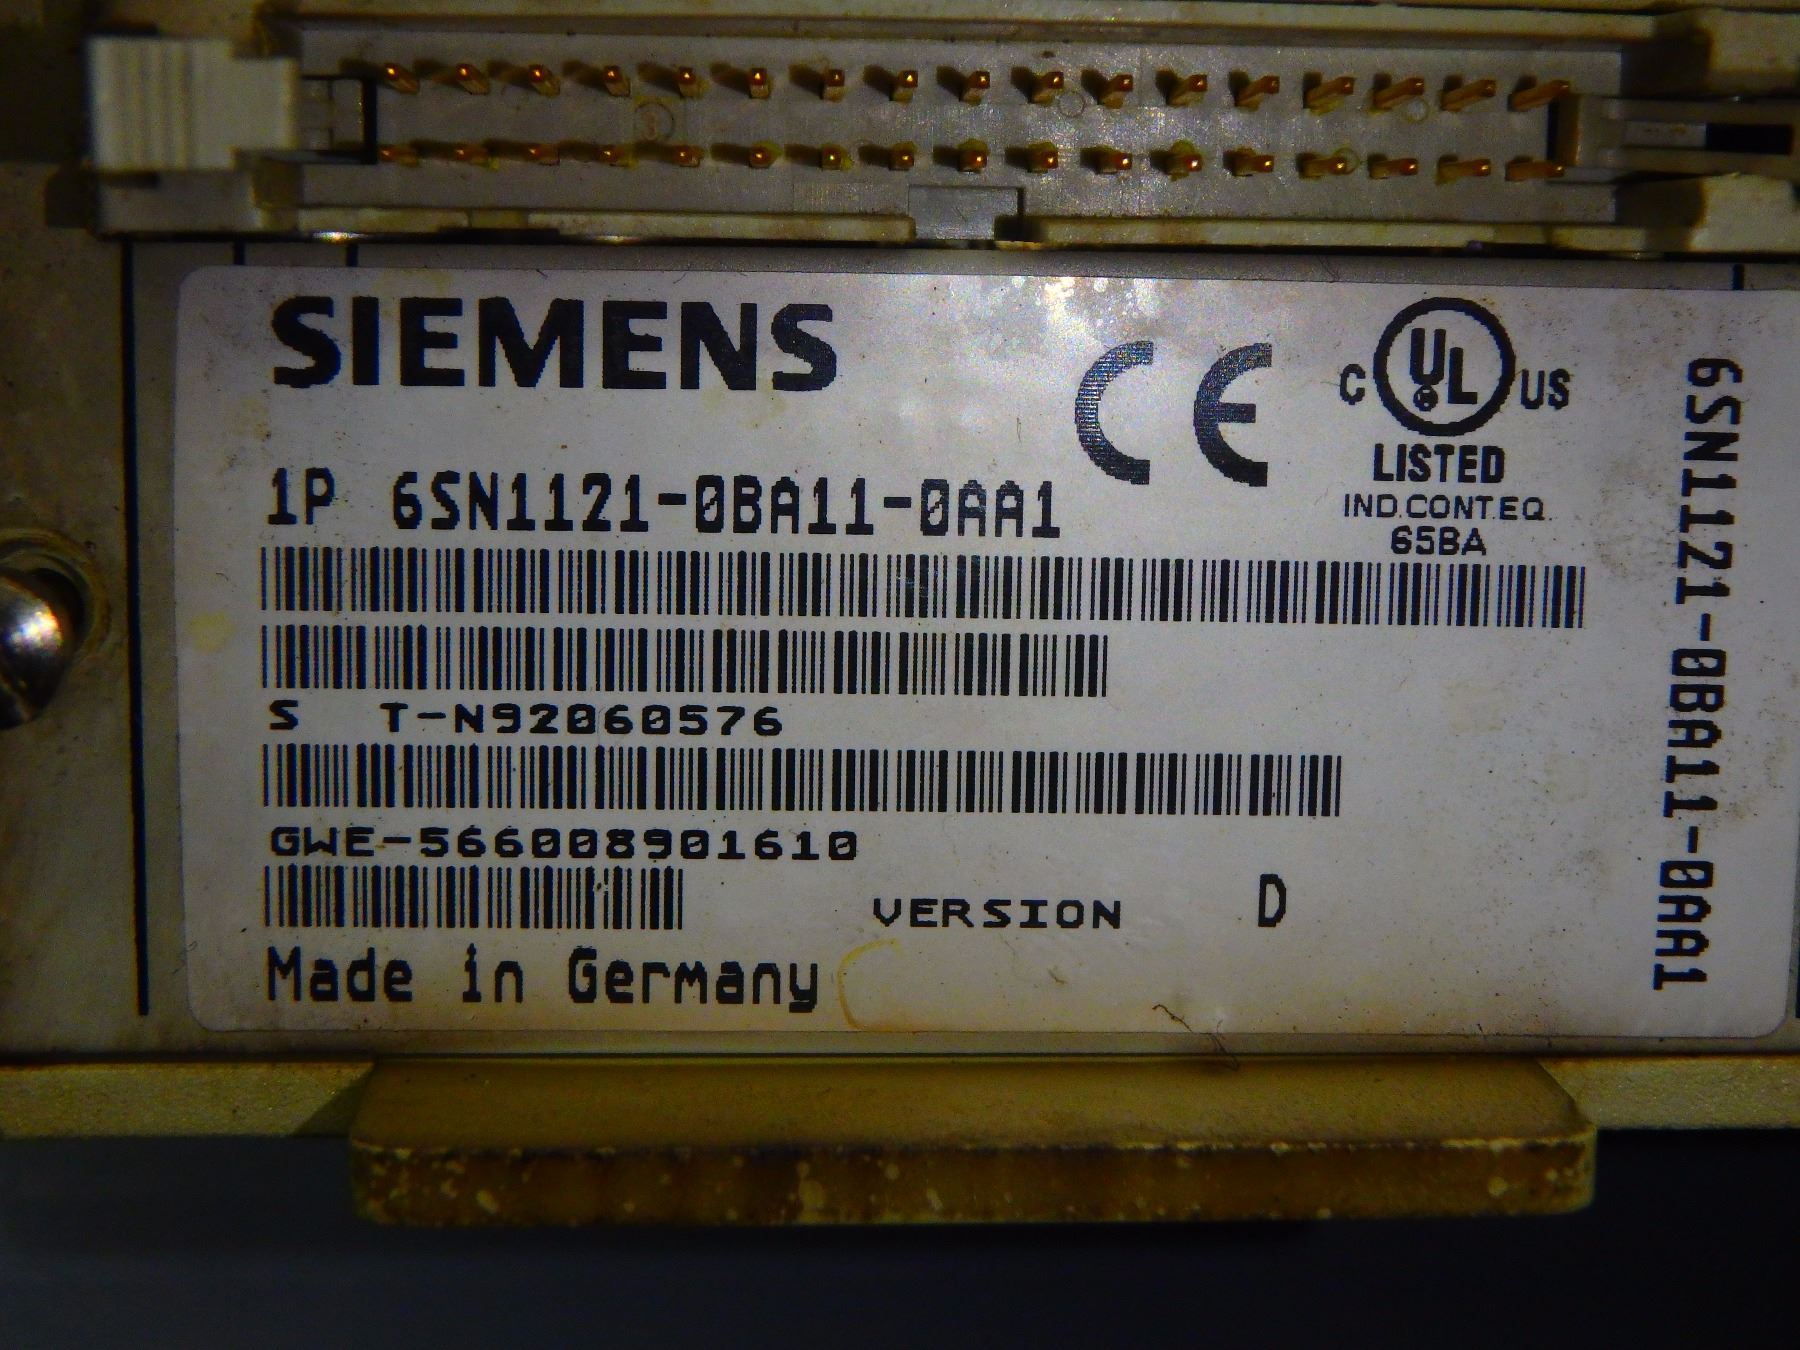 SIEMENS
CE
C UL US
LISTED
IND.CONT.EQ.
65BA
1P 6SN1121-0BA11-0AA1
S T-N92060576
GWE-566008901610
VERSION D
Made in Germany
6SN1121-0BA11-0AA1